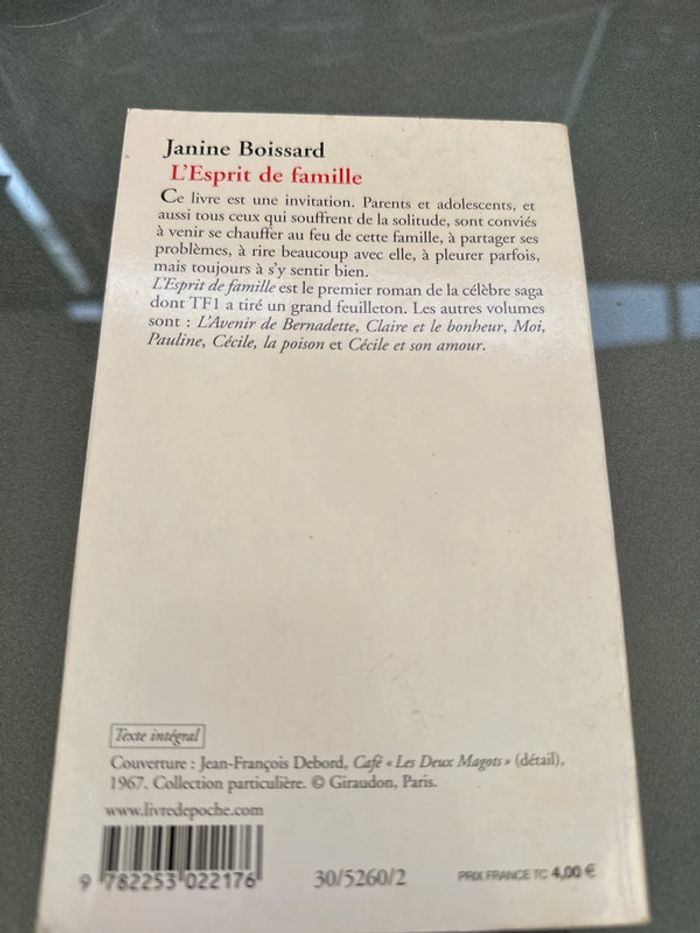 Janine Boissard
L'Esprit de famille
Ce livre est une invitation. Parents et adolescents, et
aussi tous ceux qui souffrent de la solitude, sont conviés
à venir se chauffer au feu de cette famille, à partager ses
problèmes, à rire beaucoup avec elle, à pleurer parfois,
mais toujours à s'y sentir bien.
L'Esprit de famille est le premier roman de la célèbre saga
dont TF1 a tiré un grand feuilleton. Les autres volumes
sont : L'Avenir de Bernadette, Claire et le bonheur, Moi,
Pauline, Cécile, la poison et Cécile et son amour.
Texte intégral
Couverture : Jean-François Debord, Café « Les Deux Magots » (détail),
1967. Collection particulière. © Giraudon, Paris.
www.livredepoche.com
9 782253 022176
30/5260/2
PRIX FRANCE TC 4,00 €